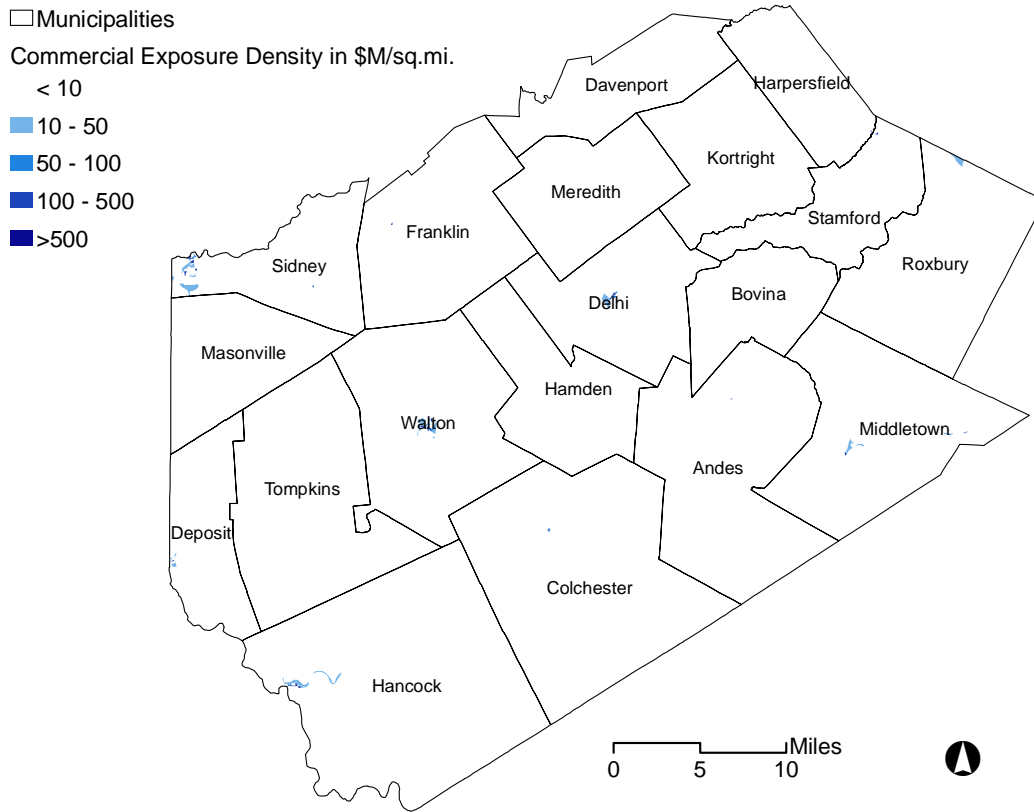 Municipalities
Commercial Exposure Density in $M/sq.mi.
< 10
10 - 50
50 - 100
100 - 500
>500
Davenport
Harpersfield
Kortright
Meredith
Stamford
Franklin
Roxbury
Sidney
Bovina
Delhi
Masonville
Hamden
Walton
Middletown
Andes
Tompkins
Deposit
Colchester
Hancock
Miles
0 5 10